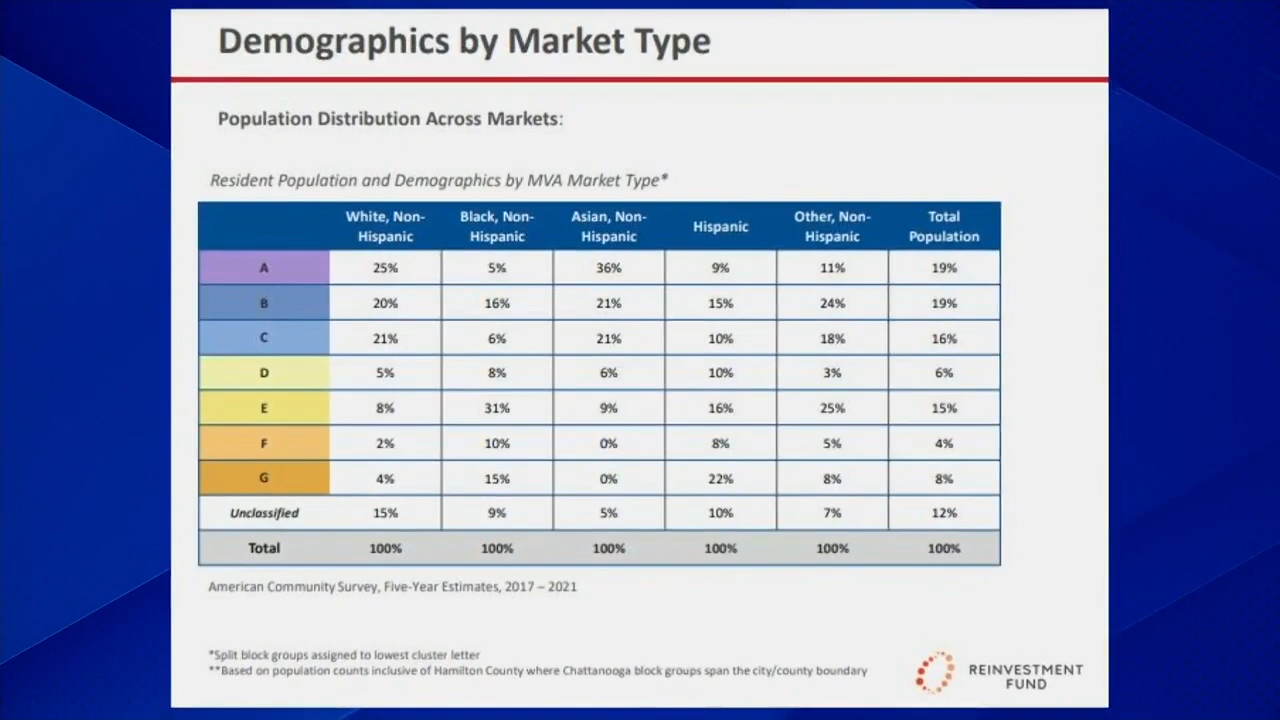 Demographics by Market Type
Population Distribution Across Markets:
Resident Population and Demographics by MVA Market Type*
White, Non-Hispanic Black, Non-Hispanic Asian, Non-Hispanic Hispanic Other, Non-Hispanic Total Population
A 25% 5% 36% 9% 11% 19%
B 20% 16% 21% 15% 24% 19%
C 21% 6% 21% 10% 18% 16%
D 5% 8% 6% 10% 3% 6%
E 8% 31% 9% 16% 25% 15%
F 2% 10% 0% 8% 5% 4%
G 4% 15% 0% 22% 8% 8%
Unclassified 15% 9% 5% 10% 7% 12%
Total 100% 100% 100% 100% 100% 100%
American Community Survey, Five-Year Estimates, 2017 – 2021
*Split block groups assigned to lowest cluster letter
**Based on population counts inclusive of Hamilton County where Chattanooga block groups span the city/county boundary
REINVESTMENT
FUND